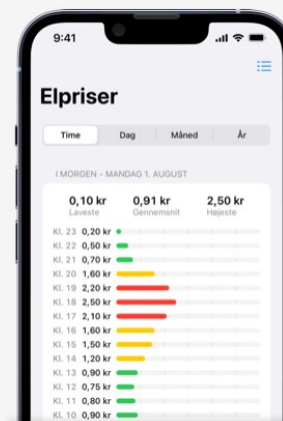 9:41
Elpriser
Time Dag Måned År
I MORGEN - MANDAG 1. AUGUST
0,10 kr 0,91 kr 2,50 kr
Laveste Gennemsnit Højeste
Kl. 23 0,20 kr
Kl. 22 0,50 kr
Kl. 21 0,70 kr
Kl. 20 1,60 kr
Kl. 19 2,20 kr
Kl. 18 2,50 kr
Kl. 17 2,10 kr
Kl. 16 1,60 kr
Kl. 15 1,50 kr
Kl. 14 1,20 kr
Kl. 13 0,90 kr
Kl. 12 0,75 kr
Kl. 11 0,80 kr
Kl. 10 0,90 kr